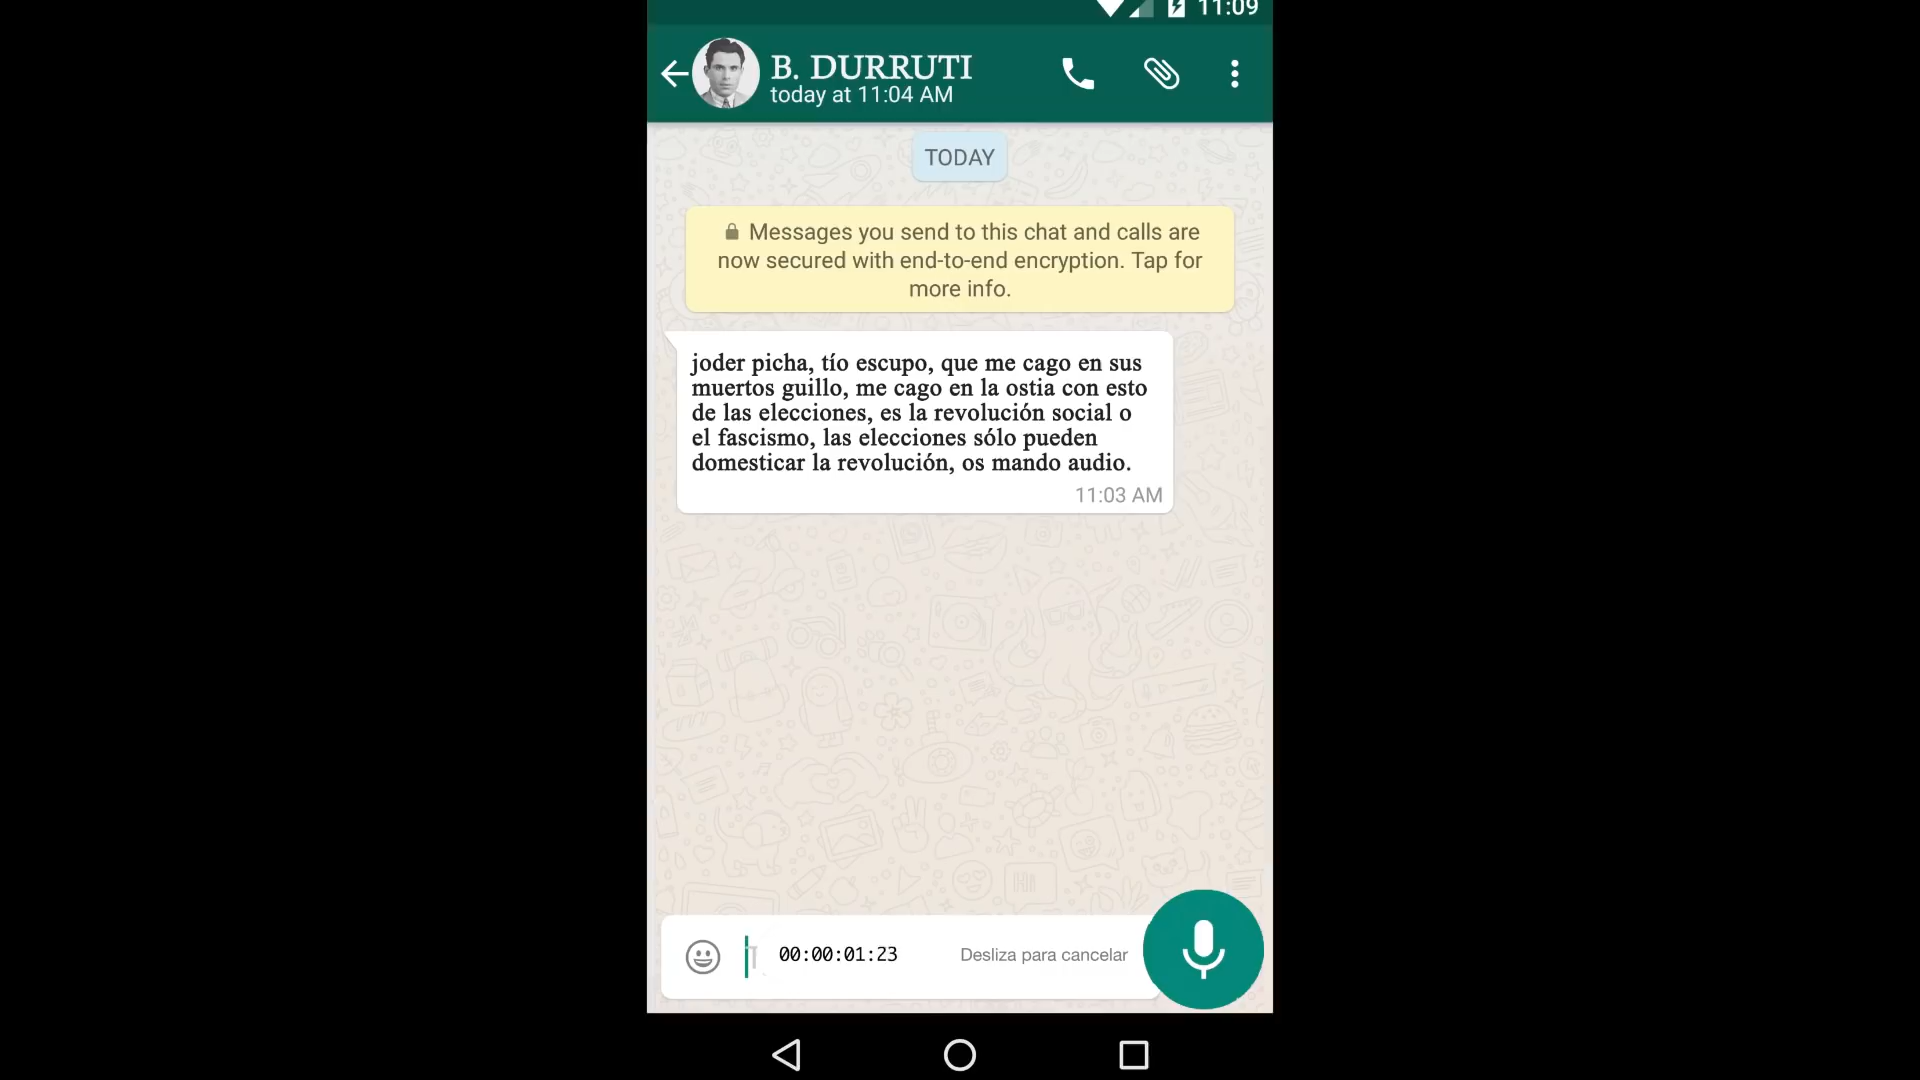 11:09
B. DURRUTI
today at 11:04 AM
TODAY
Messages you send to this chat and calls are
now secured with end-to-end encryption. Tap for
more info.
joder picha, tío escupo, que me cago en sus
muertos guillo, me cago en la ostia con esto
de las elecciones, es la revolución social o
el fascismo, las elecciones sólo pueden
domesticar la revolución, os mando audio.
11:03 AM
00:00:01:23 Desliza para cancelar